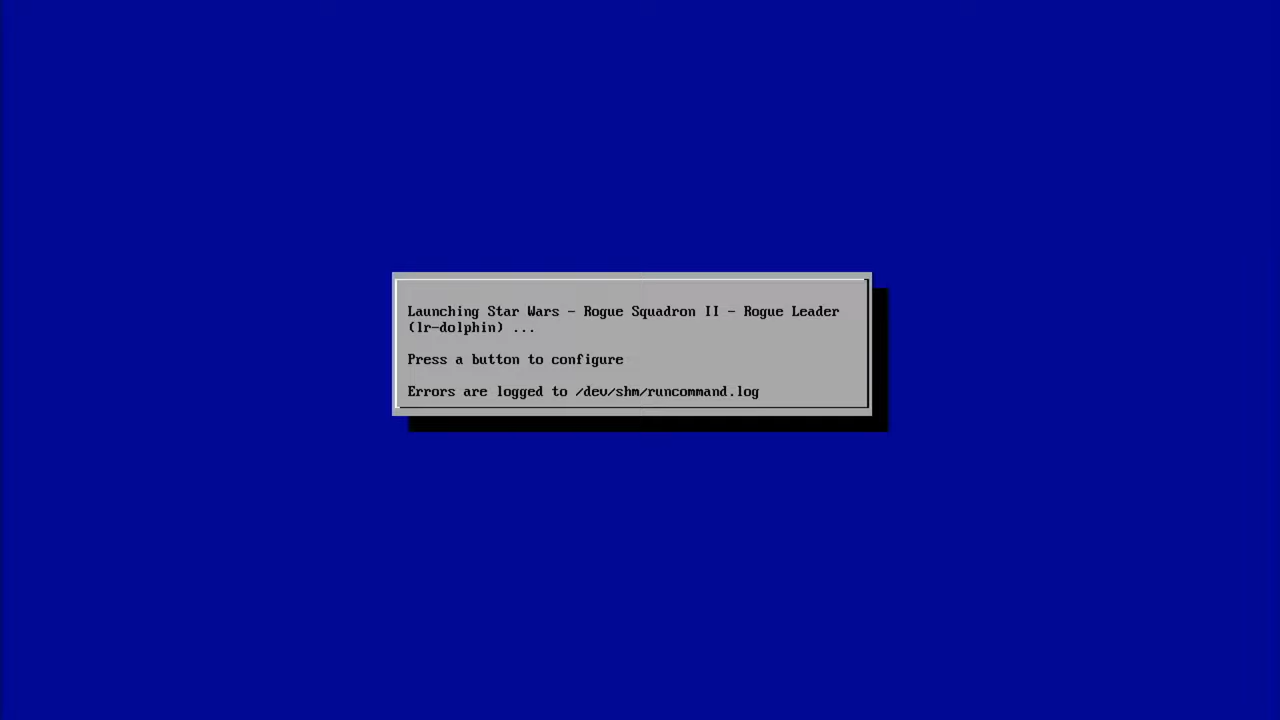 Launching Star Wars - Rogue Squadron II - Rogue Leader
(lr-dolphin) ...
Press a button to configure
Errors are logged to /dev/shm/runcommand.log